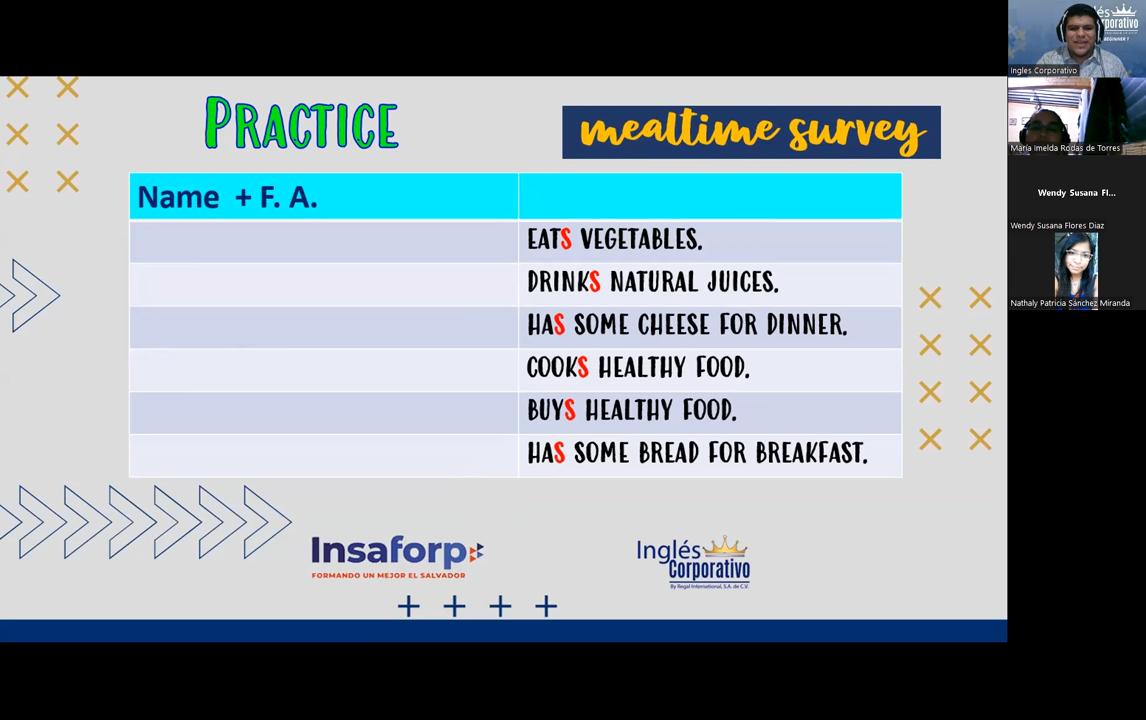 PRACTICE
mealtime survey
Name + F. A.
EATS VEGETABLES.
DRINKS NATURAL JUICES.
HAS SOME CHEESE FOR DINNER.
COOKS HEALTHY FOOD.
BUYS HEALTHY FOOD.
HAS SOME BREAD FOR BREAKFAST.
Insaforp
FORMANDO UN MEJOR EL SALVADOR
Inglés
Corporativo
By Regal International, S.A. de C.V.
Ingles Corporativo
María Imelda Rodas de Torres
Wendy Susana Fl...
Wendy Susana Flores Diaz
Nathaly Patricia Sánchez Miranda